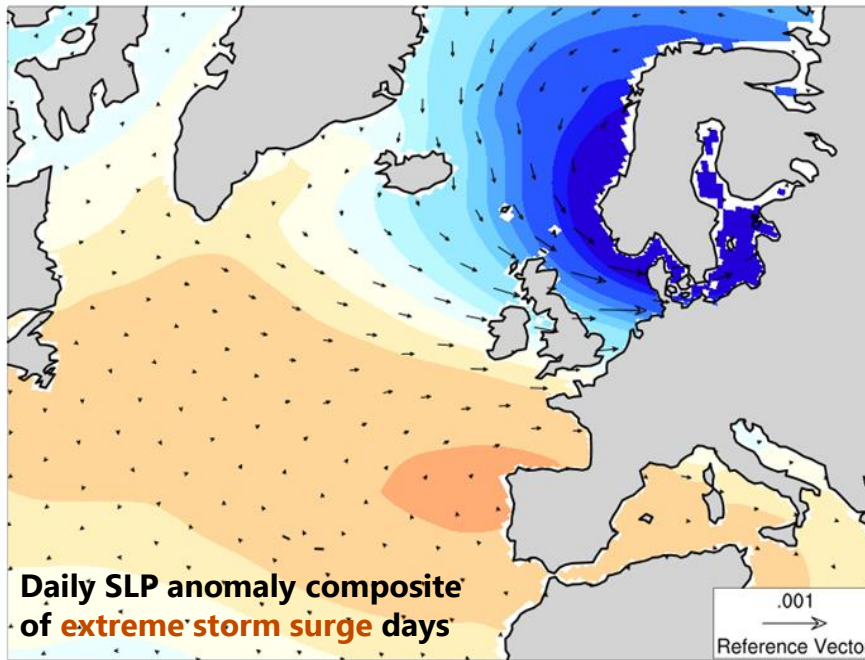 Daily SLP anomaly composite
of extreme storm surge days
.001
Reference Vecto